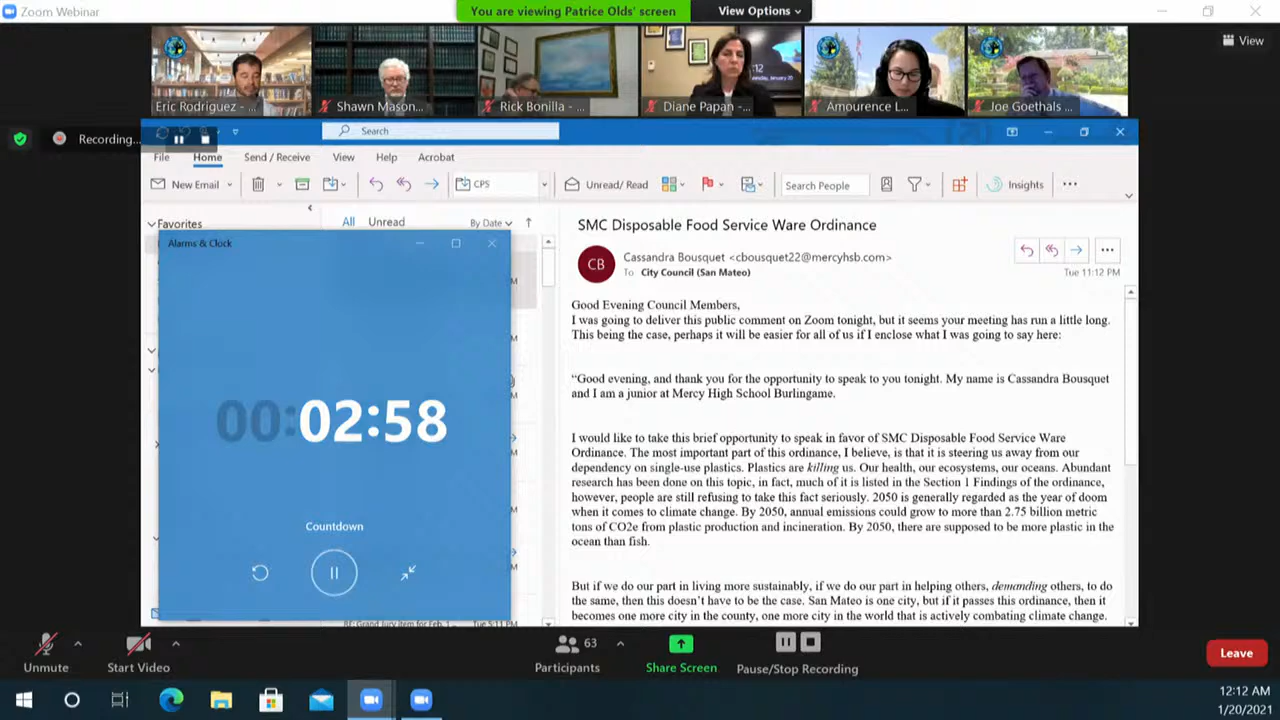 Zoom Webinar
You are viewing Patrice Olds' screen
View Options
View
Eric Rodriguez - ...
Shawn Mason...
Rick Bonilla - ...
Diane Papan -...
Amourence L...
Joe Goethals ...
:12
Recording...
Search
File Home Send / Receive View Help Acrobat
New Email
CPS
Unread/ Read
Search People
Insights
Favorites
All Unread By Date
SMC Disposable Food Service Ware Ordinance
Alarms & Clock
CB
Cassandra Bousquet <cbousquet22@mercyhsb.com>
To City Council (San Mateo)
Tue 11:12 PM
Good Evening Council Members,
I was going to deliver this public comment on Zoom tonight, but it seems your meeting has run a little long.
This being the case, perhaps it will be easier for all of us if I enclose what I was going to say here:
“Good evening, and thank you for the opportunity to speak to you tonight. My name is Cassandra Bousquet
and I am a junior at Mercy High School Burlingame.
00:02:58
I would like to take this brief opportunity to speak in favor of SMC Disposable Food Service Ware
Ordinance. The most important part of this ordinance, I believe, is that it is steering us away from our
dependency on single-use plastics. Plastics are killing us. Our health, our ecosystems, our oceans. Abundant
research has been done on this topic, in fact, much of it is listed in the Section 1 Findings of the ordinance,
however, people are still refusing to take this fact seriously. 2050 is generally regarded as the year of doom
when it comes to climate change. By 2050, annual emissions could grow to more than 2.75 billion metric
tons of CO2e from plastic production and incineration. By 2050, there are supposed to be more plastic in the
ocean than fish.
Countdown
But if we do our part in living more sustainably, if we do our part in helping others, demanding others, to do
the same, then this doesn’t have to be the case. San Mateo is one city, but if it passes this ordinance, then it
becomes one more city in the county, one more city in the world that is actively combating climate change.
RE: Grand Jury Item for Feb. 1... Tue 5:11 PM
Unmute
Start Video
63
Participants
Share Screen
Pause/Stop Recording
Leave
12:12 AM
1/20/2021